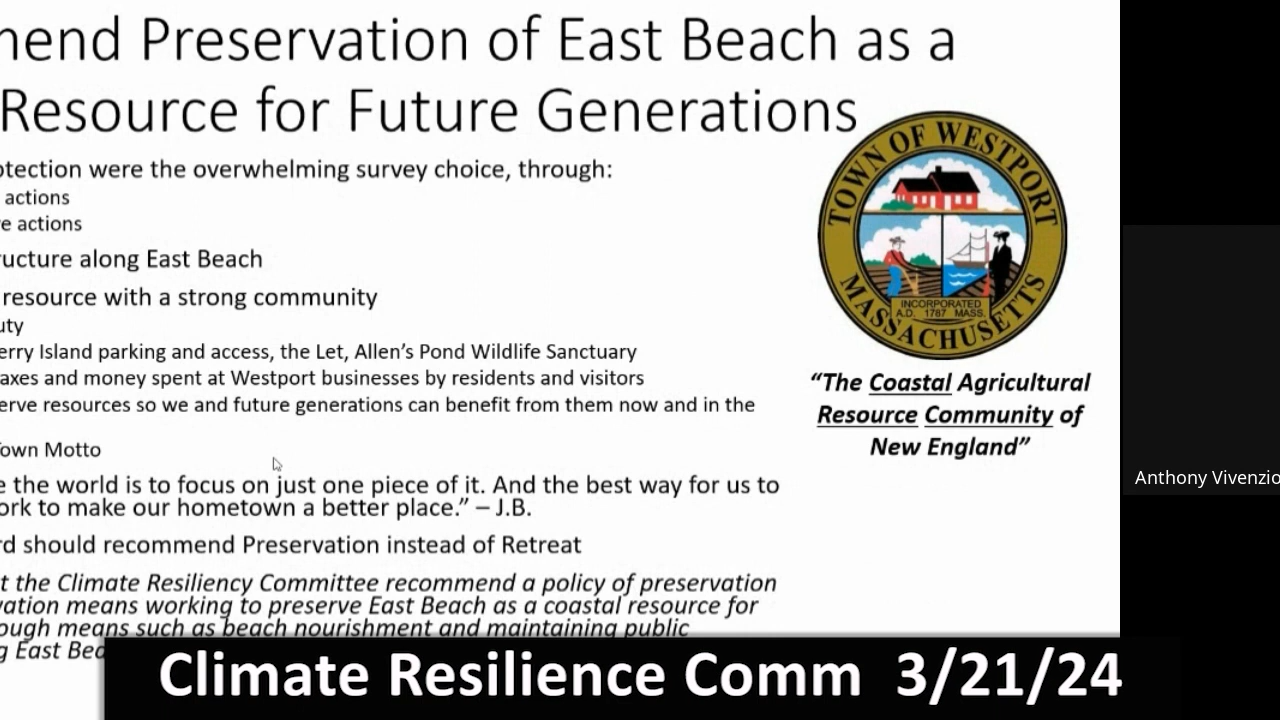 mend Preservation of East Beach as a
Resource for Future Generations
otection were the overwhelming survey choice, through:
actions
ve actions
ructure along East Beach
resource with a strong community
uty
erry Island parking and access, the Let, Allen's Pond Wildlife Sanctuary
axes and money spent at Westport businesses by residents and visitors
erve resources so we and future generations can benefit from them now and in the
Town Motto
e the world is to focus on just one piece of it. And the best way for us to
ork to make our hometown a better place.” – J.B.
rd should recommend Preservation instead of Retreat
t the Climate Resiliency Committee recommend a policy of preservation
vation means working to preserve East Beach as a coastal resource for
ough means such as beach nourishment and maintaining public
g East Bea
TOWN OF WESTPORT
INCORPORATED
A.D. 1787 MASS.
MASSACHUSETTS
“The Coastal Agricultural
Resource Community of
New England”
Anthony Vivenzio
Climate Resilience Comm 3/21/24